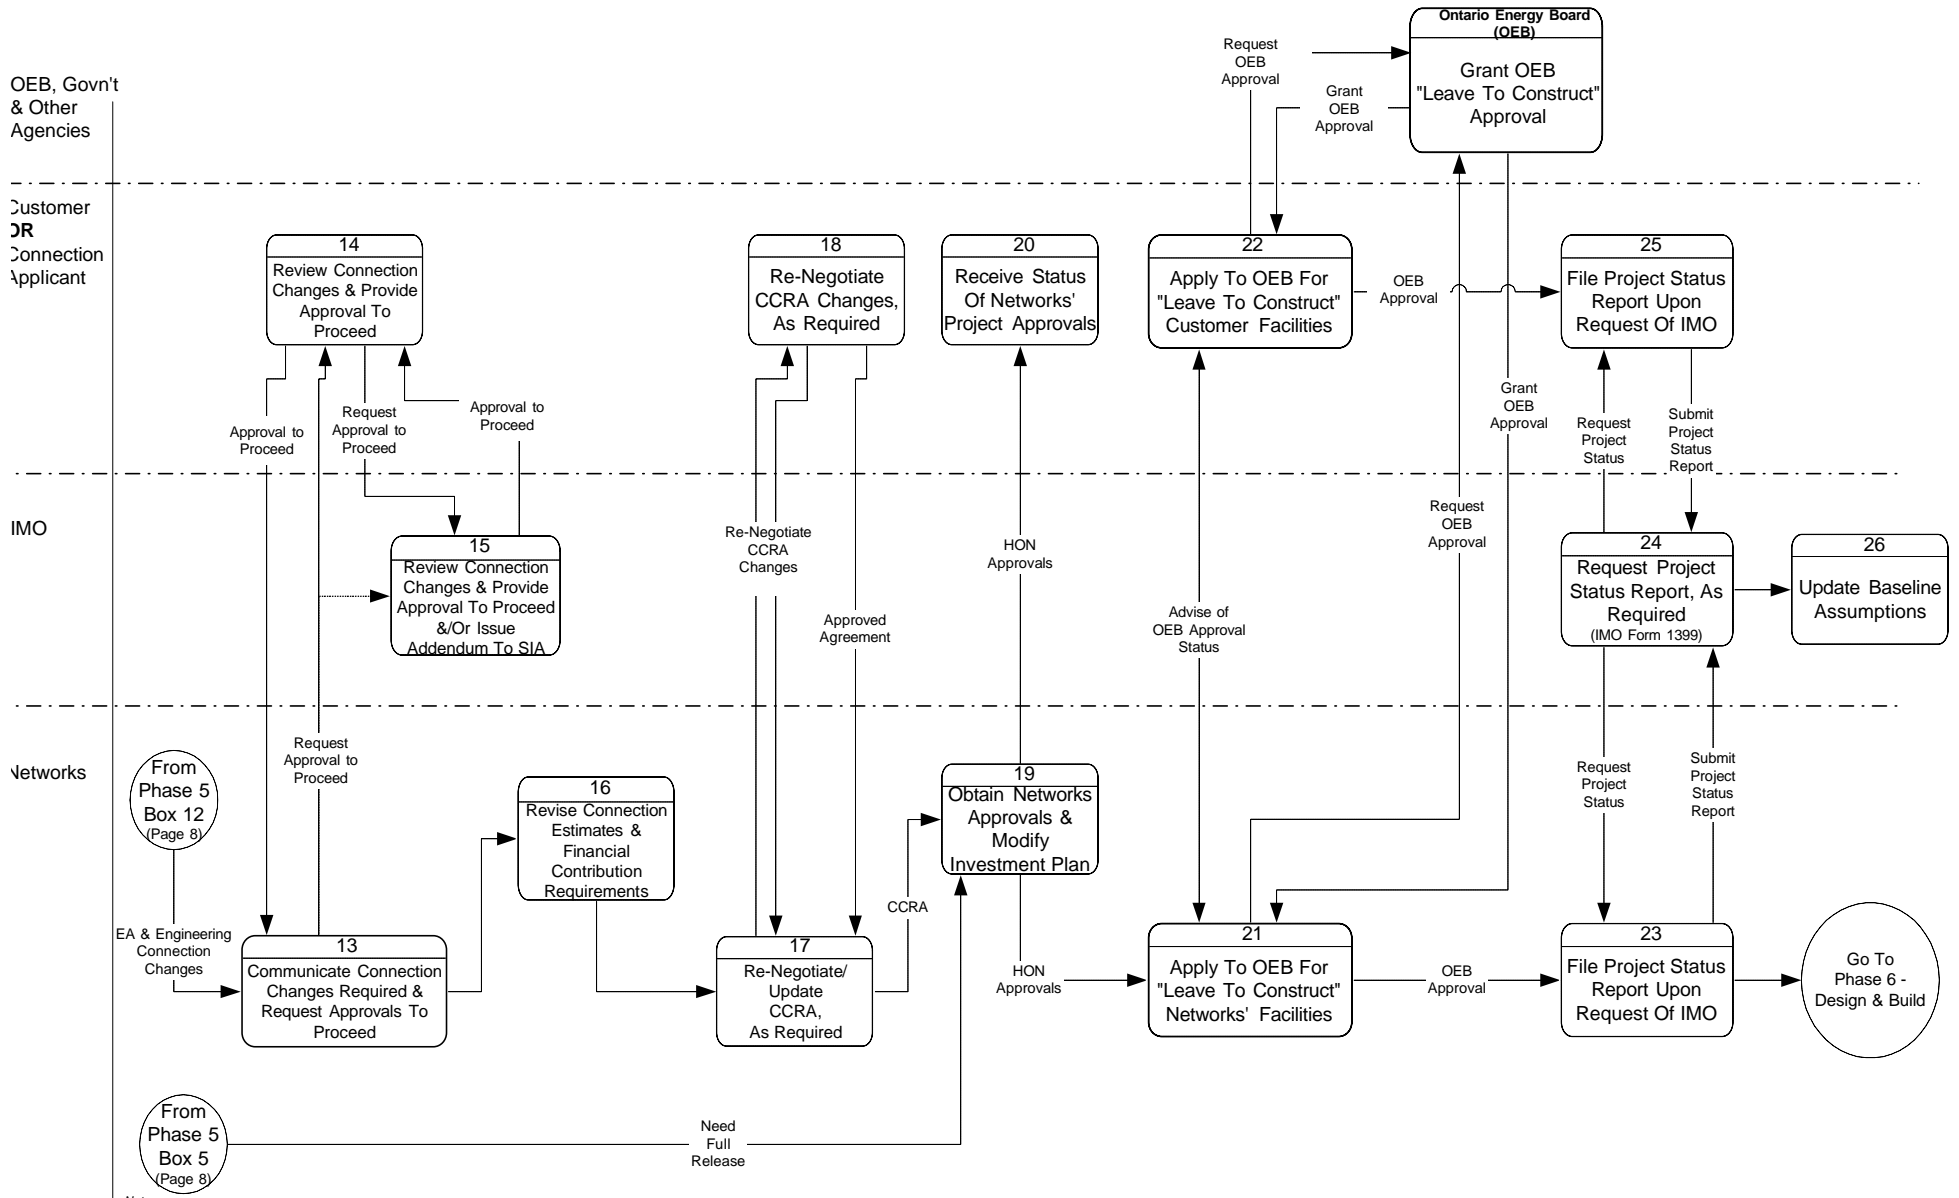 Ontario Energy Board
(OEB)
Grant OEB
"Leave To Construct"
Approval
Request
OEB
Approval
Grant
OEB
Approval
OEB, Govn't
& Other
Agencies
Customer
OR
Connection
Applicant
14
Review Connection
Changes & Provide
Approval To
Proceed
18
Re-Negotiate
CCRA Changes,
As Required
20
Receive Status
Of Networks'
Project Approvals
22
Apply To OEB For
"Leave To Construct"
Customer Facilities
OEB
Approval
25
File Project Status
Report Upon
Request Of IMO
Approval to
Proceed
Request
Approval to
Proceed
Approval to
Proceed
Grant
OEB
Approval
Request
Project
Status
Submit
Project
Status
Report
IMO
15
Review Connection
Changes & Provide
Approval To Proceed
&/Or Issue
Addendum To SIA
Re-Negotiate
CCRA
Changes
Approved
Agreement
HON
Approvals
Advise of
OEB Approval
Status
Request
OEB
Approval
24
Request Project
Status Report, As
Required
(IMO Form 1399)
26
Update Baseline
Assumptions
Networks
From
Phase 5
Box 12
(Page 8)
EA & Engineering
Connection
Changes
Request
Approval to
Proceed
13
Communicate Connection
Changes Required &
Request Approvals To
Proceed
16
Revise Connection
Estimates &
Financial
Contribution
Requirements
17
Re-Negotiate/
Update
CCRA,
As Required
CCRA
19
Obtain Networks
Approvals &
Modify
Investment Plan
HON
Approvals
21
Apply To OEB For
"Leave To Construct"
Networks' Facilities
OEB
Approval
Request
Project
Status
Submit
Project
Status
Report
23
File Project Status
Report Upon
Request Of IMO
Go To
Phase 6 -
Design & Build
From
Phase 5
Box 5
(Page 8)
Need
Full
Release